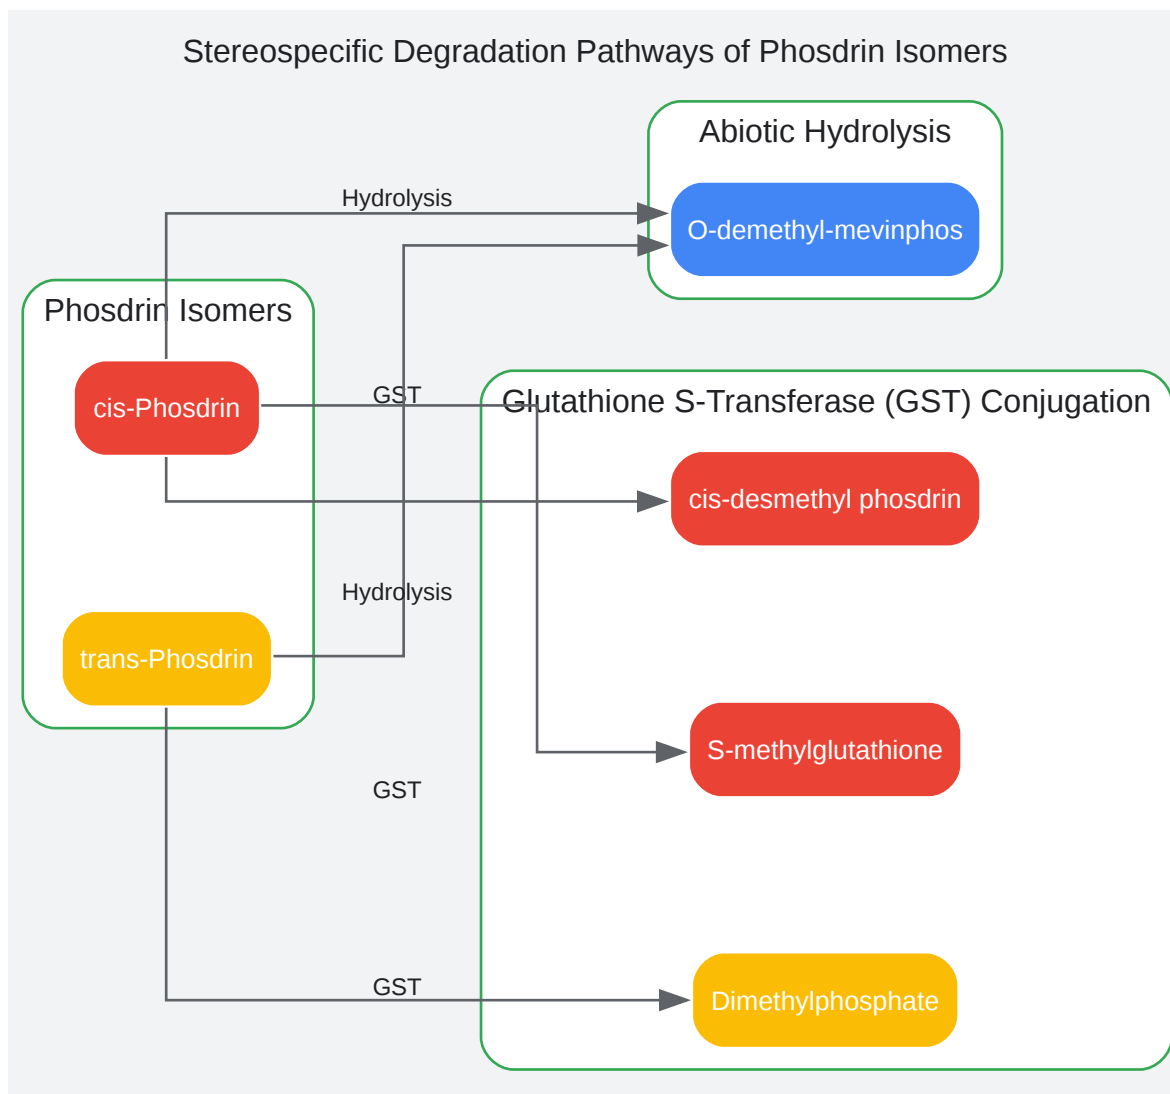 Stereospecific Degradation Pathways of Phosdrin Isomers
Abiotic Hydrolysis
Hydrolysis
O-demethyl-mevinphos
Phosdrin Isomers
GST
Glutathione S-Transferase (GST) Conjugation
cis-Phosdrin
cis-desmethyl phosdrin
Hydrolysis
trans-Phosdrin
S-methylglutathione
GST
GST
Dimethylphosphate